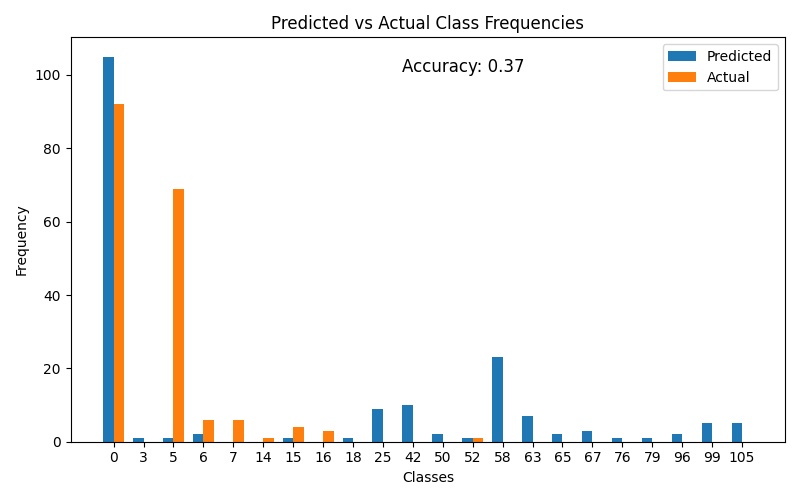 Predicted vs Actual Class Frequencies
Accuracy: 0.37
Predicted
Actual
Frequency
100
80
60
40
20
0
0 3 5 6 7 14 15 16 18 25 42 50 52 58 63 65 67 76 79 96 99 105
Classes